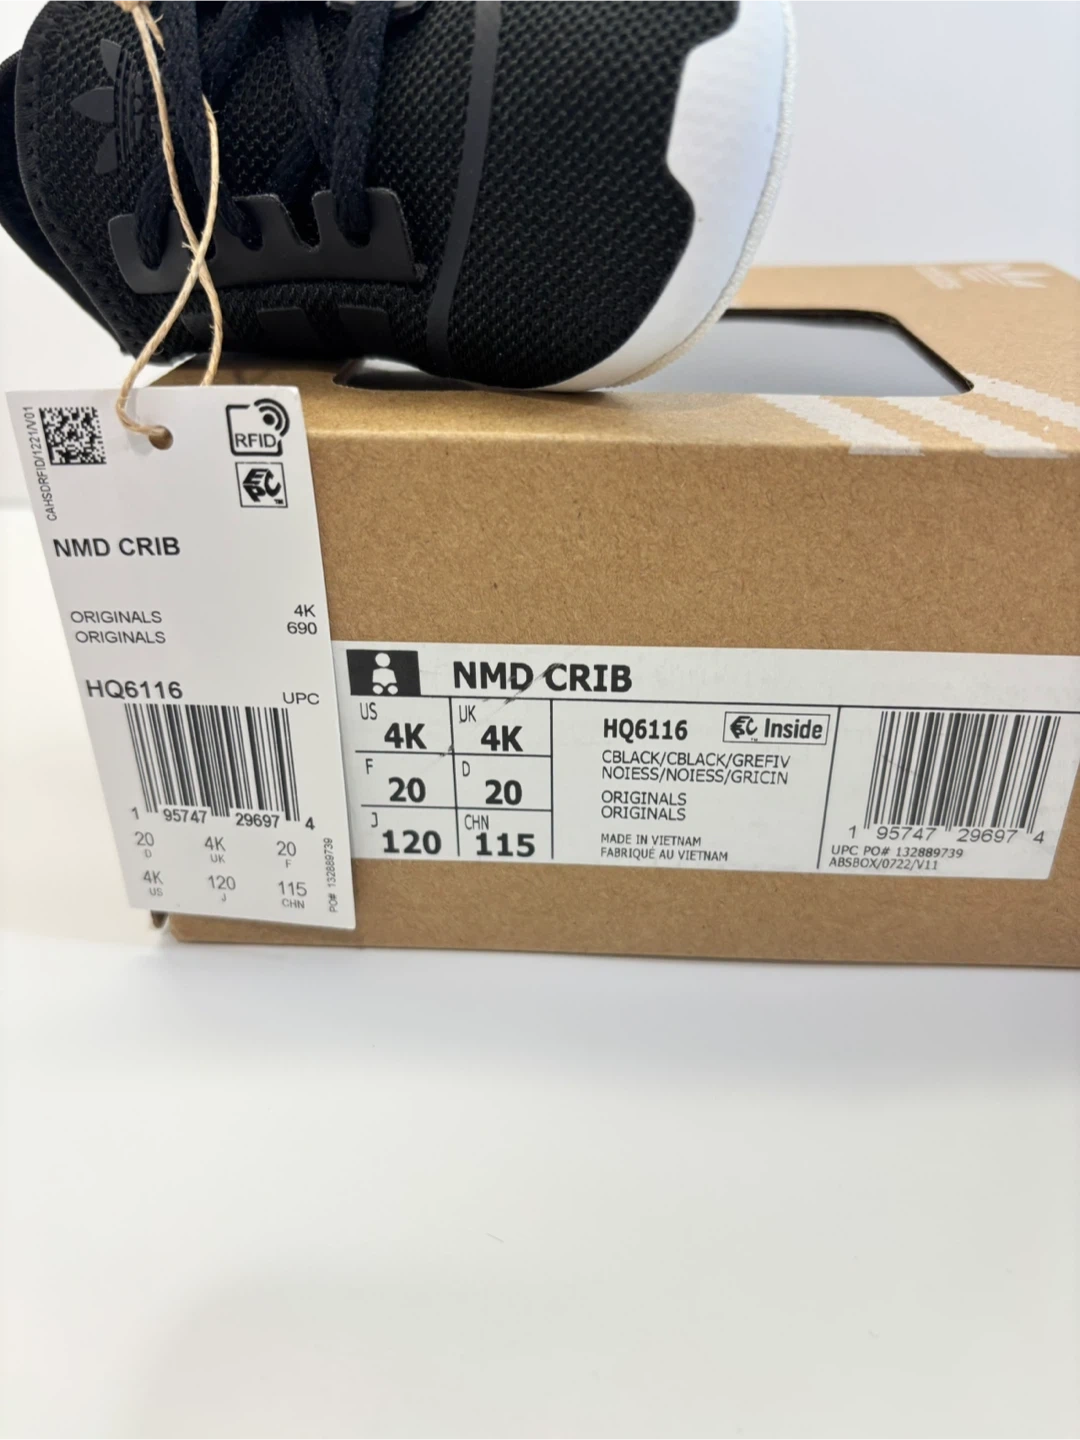 CAHSDRFID/1221/V01
RFID
EPC
NMD CRIB
ORIGINALS 4K
ORIGINALS 690
HQ6116 UPC
1 95747 29697 4
20 4K 20
D UK F
4K 120 115
US J CHN
PO# 132889739
NMD CRIB
US 4K UK 4K
F 20 D 20
J 120 CHN 115
HQ6116 EPC Inside
CBLACK/CBLACK/GREFIV
NOIESS/NOIESS/GRICIN
ORIGINALS
ORIGINALS
MADE IN VIETNAM
FABRIQUÉ AU VIETNAM
1 95747 29697 4
UPC PO# 132889739
ABSBOX/0722/V11